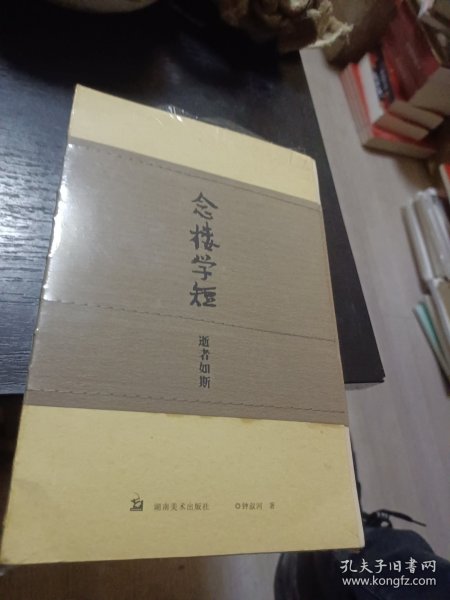 念楼学短
逝者如斯
湖南美术出版社 ◎钟叔河 著
孔夫子旧书网
www.kongfz.com